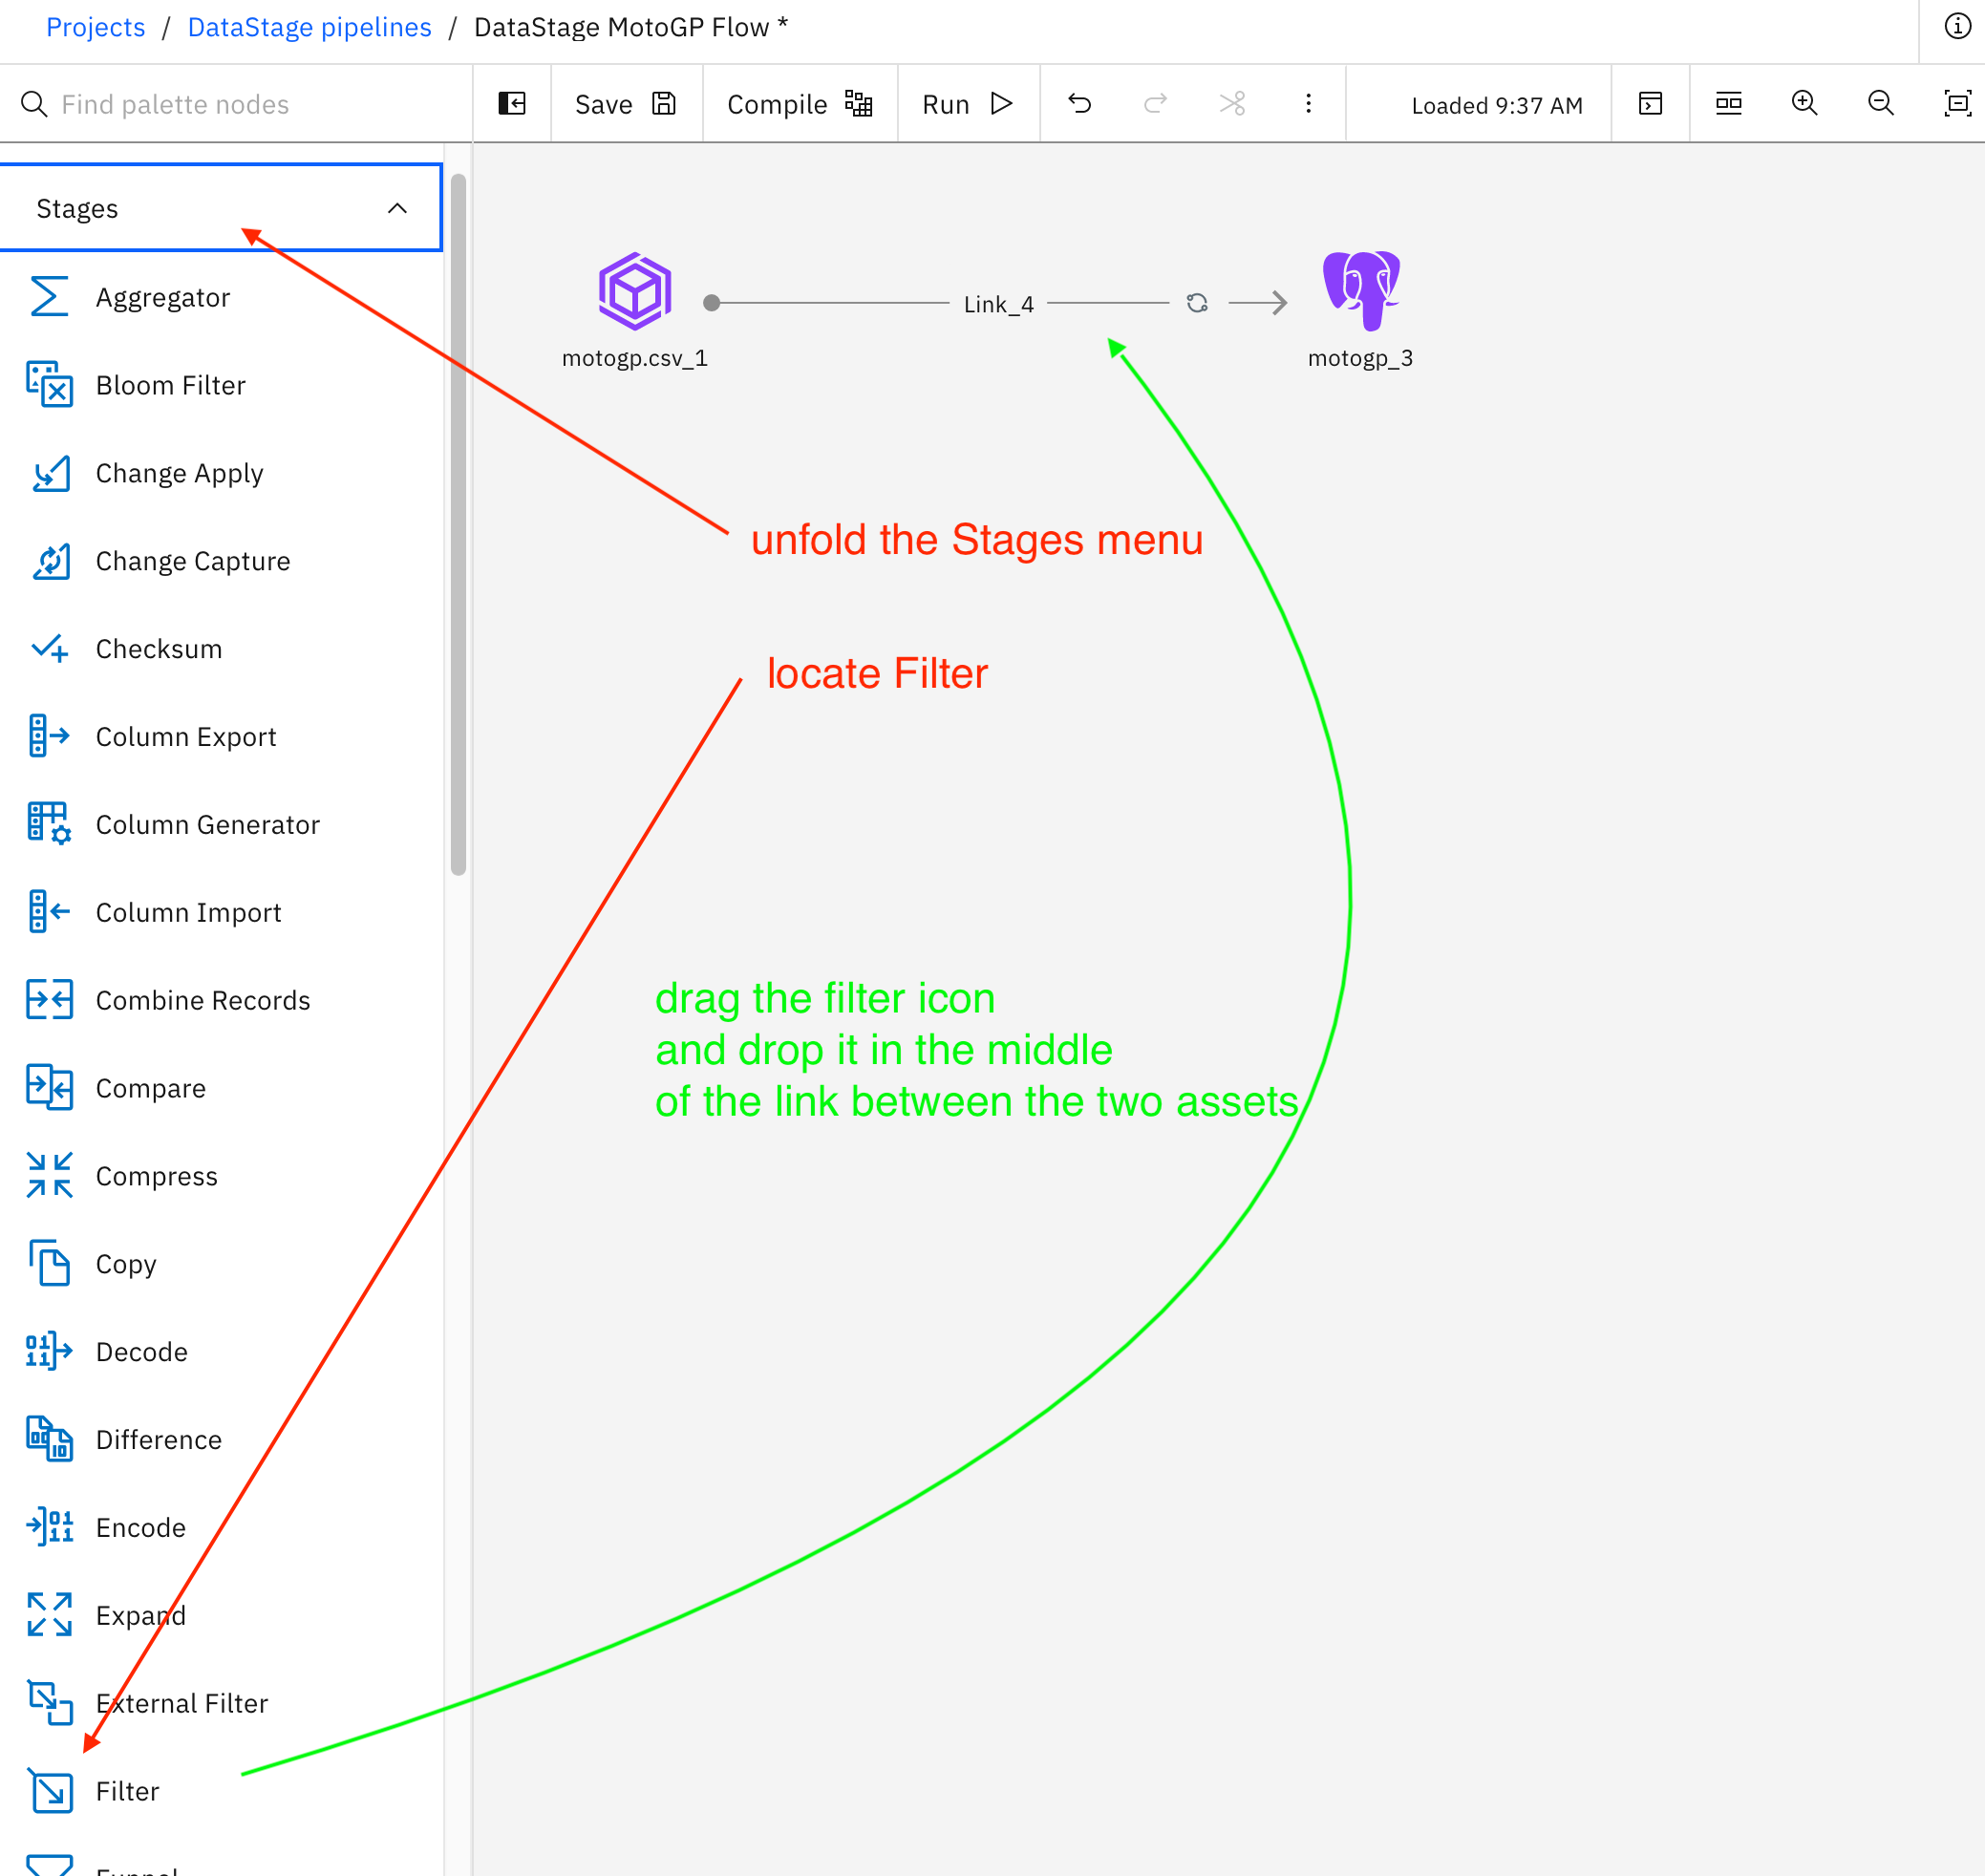 Projects / DataStage pipelines / DataStage MotoGP Flow *
Find palette nodes
Save
Compile
Run
Loaded 9:37 AM
Stages
Aggregator
Bloom Filter
Change Apply
Change Capture
Checksum
Column Export
Column Generator
Column Import
Combine Records
Compare
Compress
Copy
Decode
Difference
Encode
Expand
External Filter
Filter
Funnel
Link_4
motogp.csv_1
motogp_3
unfold the Stages menu
locate Filter
drag the filter icon
and drop it in the middle
of the link between the two assets